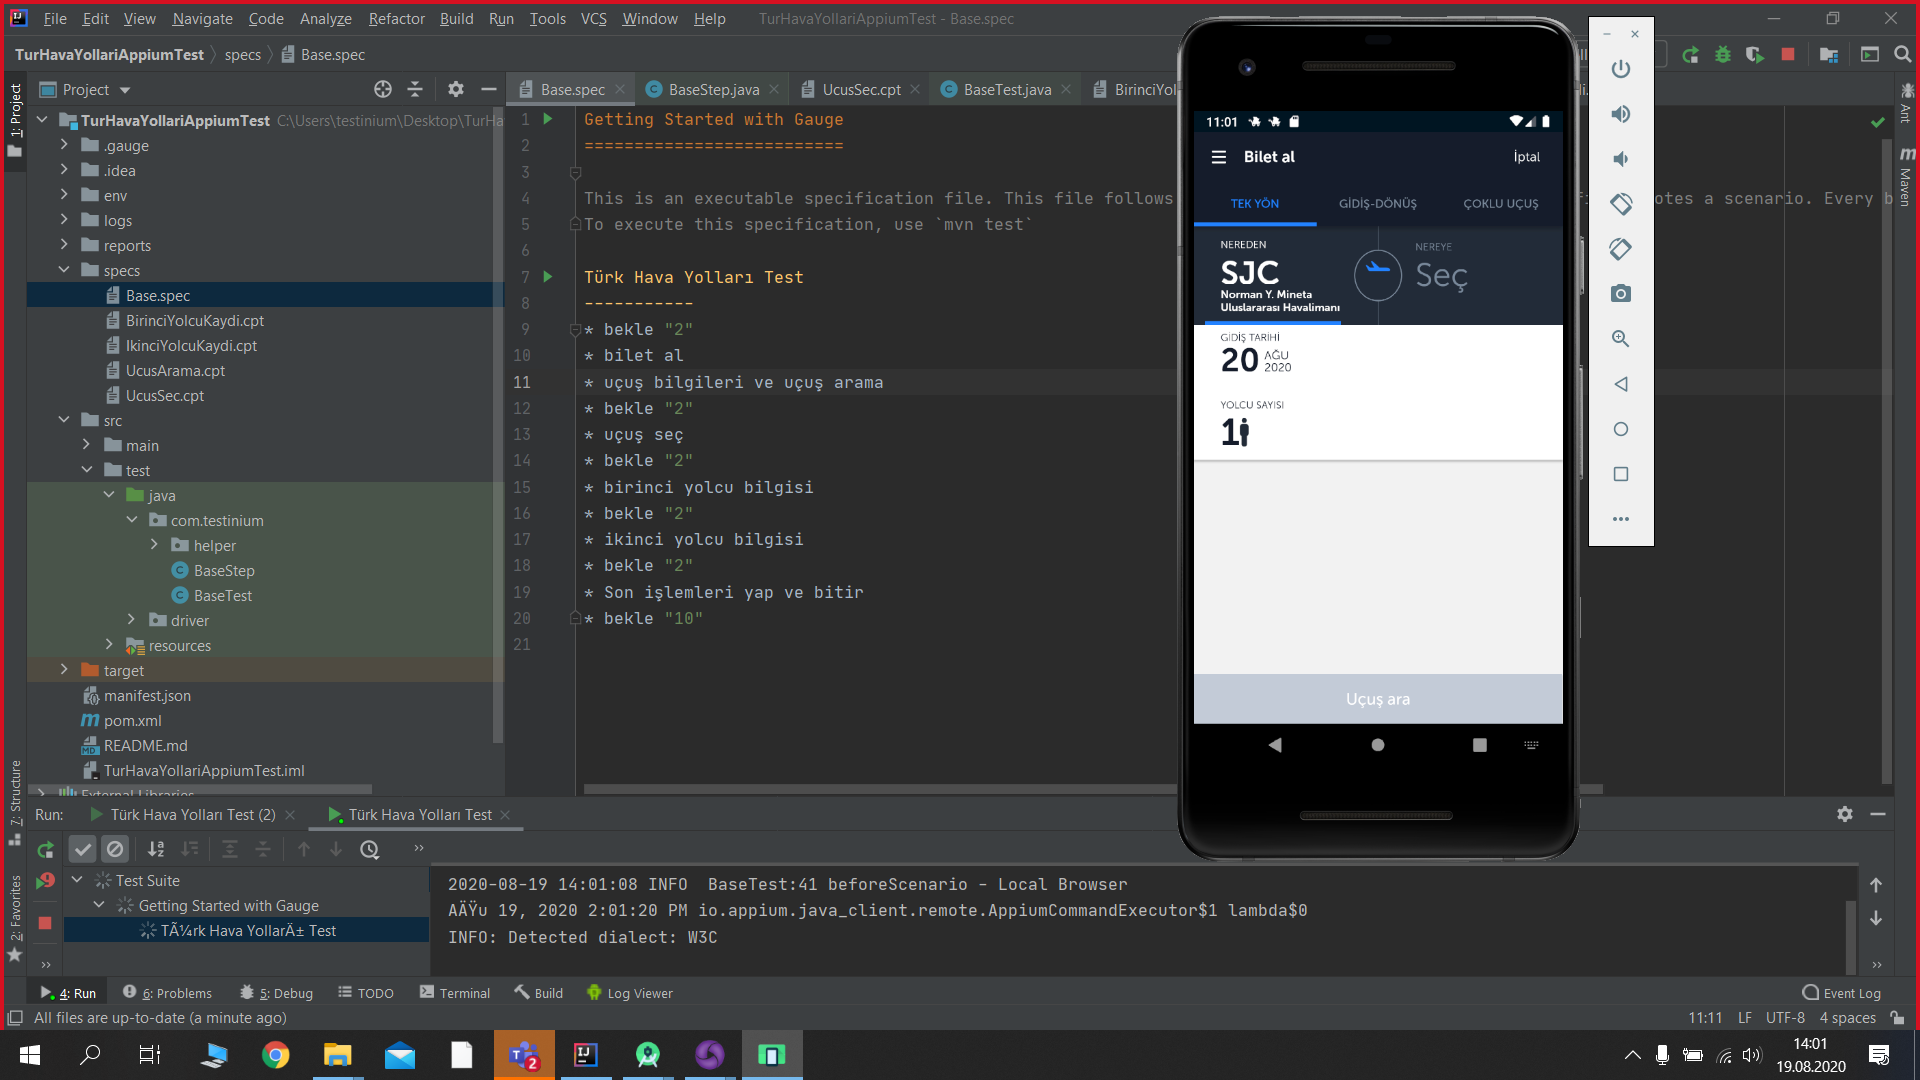 File Edit View Navigate Code Analyze Refactor Build Run Tools VCS Window Help TurHavaYollariAppiumTest - Base.spec
TurHavaYollariAppiumTest specs Base.spec
Project
Base.spec BaseStep.java UcusSec.cpt BaseTest.java BirinciYol
1: Project
TurHavaYollariAppiumTest C:\Users\testinium\Desktop\TurHa
.gauge
.idea
env
logs
reports
specs
Base.spec
BirinciYolcuKaydi.cpt
IkinciYolcuKaydi.cpt
UcusArama.cpt
UcusSec.cpt
src
main
test
java
com.testinium
helper
BaseStep
BaseTest
driver
resources
target
manifest.json
pom.xml
README.md
TurHavaYollariAppiumTest.iml
External Libraries
7: Structure
2: Favorites
1 Getting Started with Gauge
2 ==========================
3
4 This is an executable specification file. This file follows
otes a scenario. Every b
5 To execute this specification, use `mvn test`
6
7 Türk Hava Yolları Test
8 -----------
9 * bekle "2"
10 * bilet al
11 * uçuş bilgileri ve uçuş arama
12 * bekle "2"
13 * uçuş seç
14 * bekle "2"
15 * birinci yolcu bilgisi
16 * bekle "2"
17 * ikinci yolcu bilgisi
18 * bekle "2"
19 * Son işlemleri yap ve bitir
20 * bekle "10"
21
Ant
Maven
11:01
Bilet al İptal
TEK YÖN GİDİŞ-DÖNÜŞ ÇOKLU UÇUŞ
NEREDEN
SJC
Norman Y. Mineta
Uluslararası Havalimanı
NEREYE
Seç
GİDİŞ TARİHİ
20 AĞU
2020
YOLCU SAYISI
1
Uçuş ara
Run: Türk Hava Yolları Test (2) Türk Hava Yolları Test
Test Suite
Getting Started with Gauge
TÃ¼rk Hava YollarÄ± Test
2020-08-19 14:01:08 INFO BaseTest:41 beforeScenario - Local Browser
AÄŸu 19, 2020 2:01:20 PM io.appium.java_client.remote.AppiumCommandExecutor$1 lambda$0
INFO: Detected dialect: W3C
4: Run 6: Problems 5: Debug TODO Terminal Build Log Viewer Event Log
All files are up-to-date (a minute ago) 11:11 LF UTF-8 4 spaces
2
14:01
19.08.2020